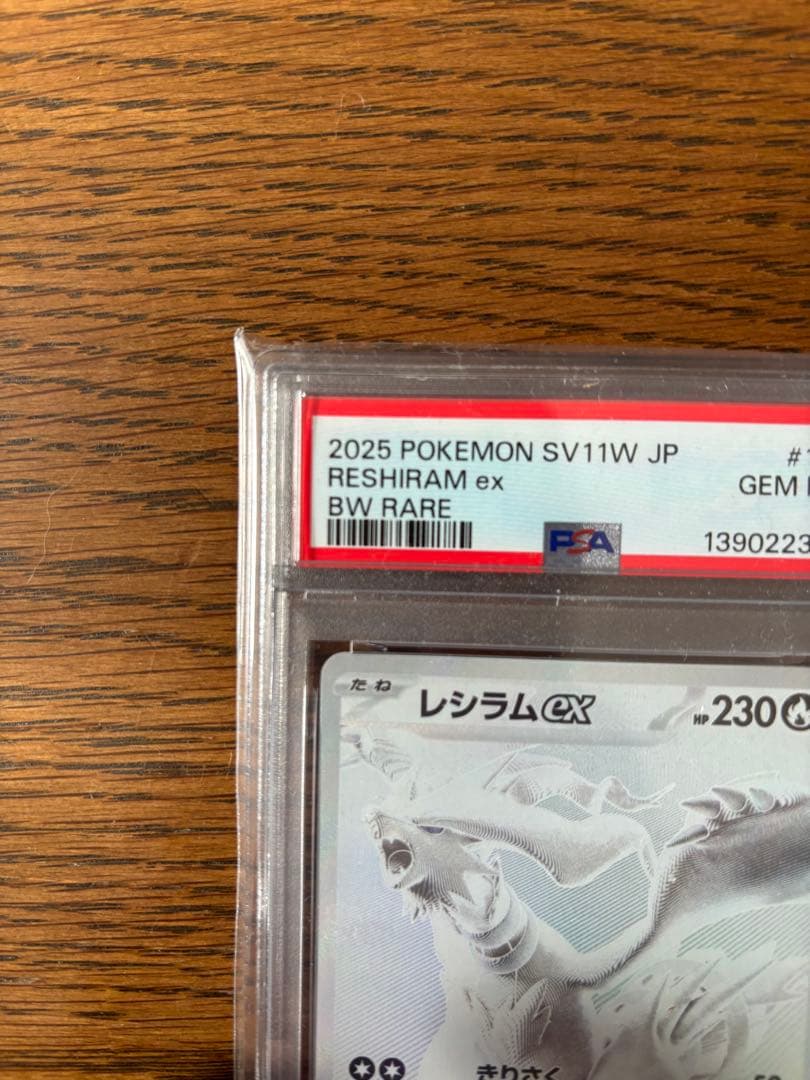 2025 POKEMON SV11W JP
RESHIRAM ex
GEM
BW RARE
PSA
1390223
たね
レシラムex
HP230
きりさく